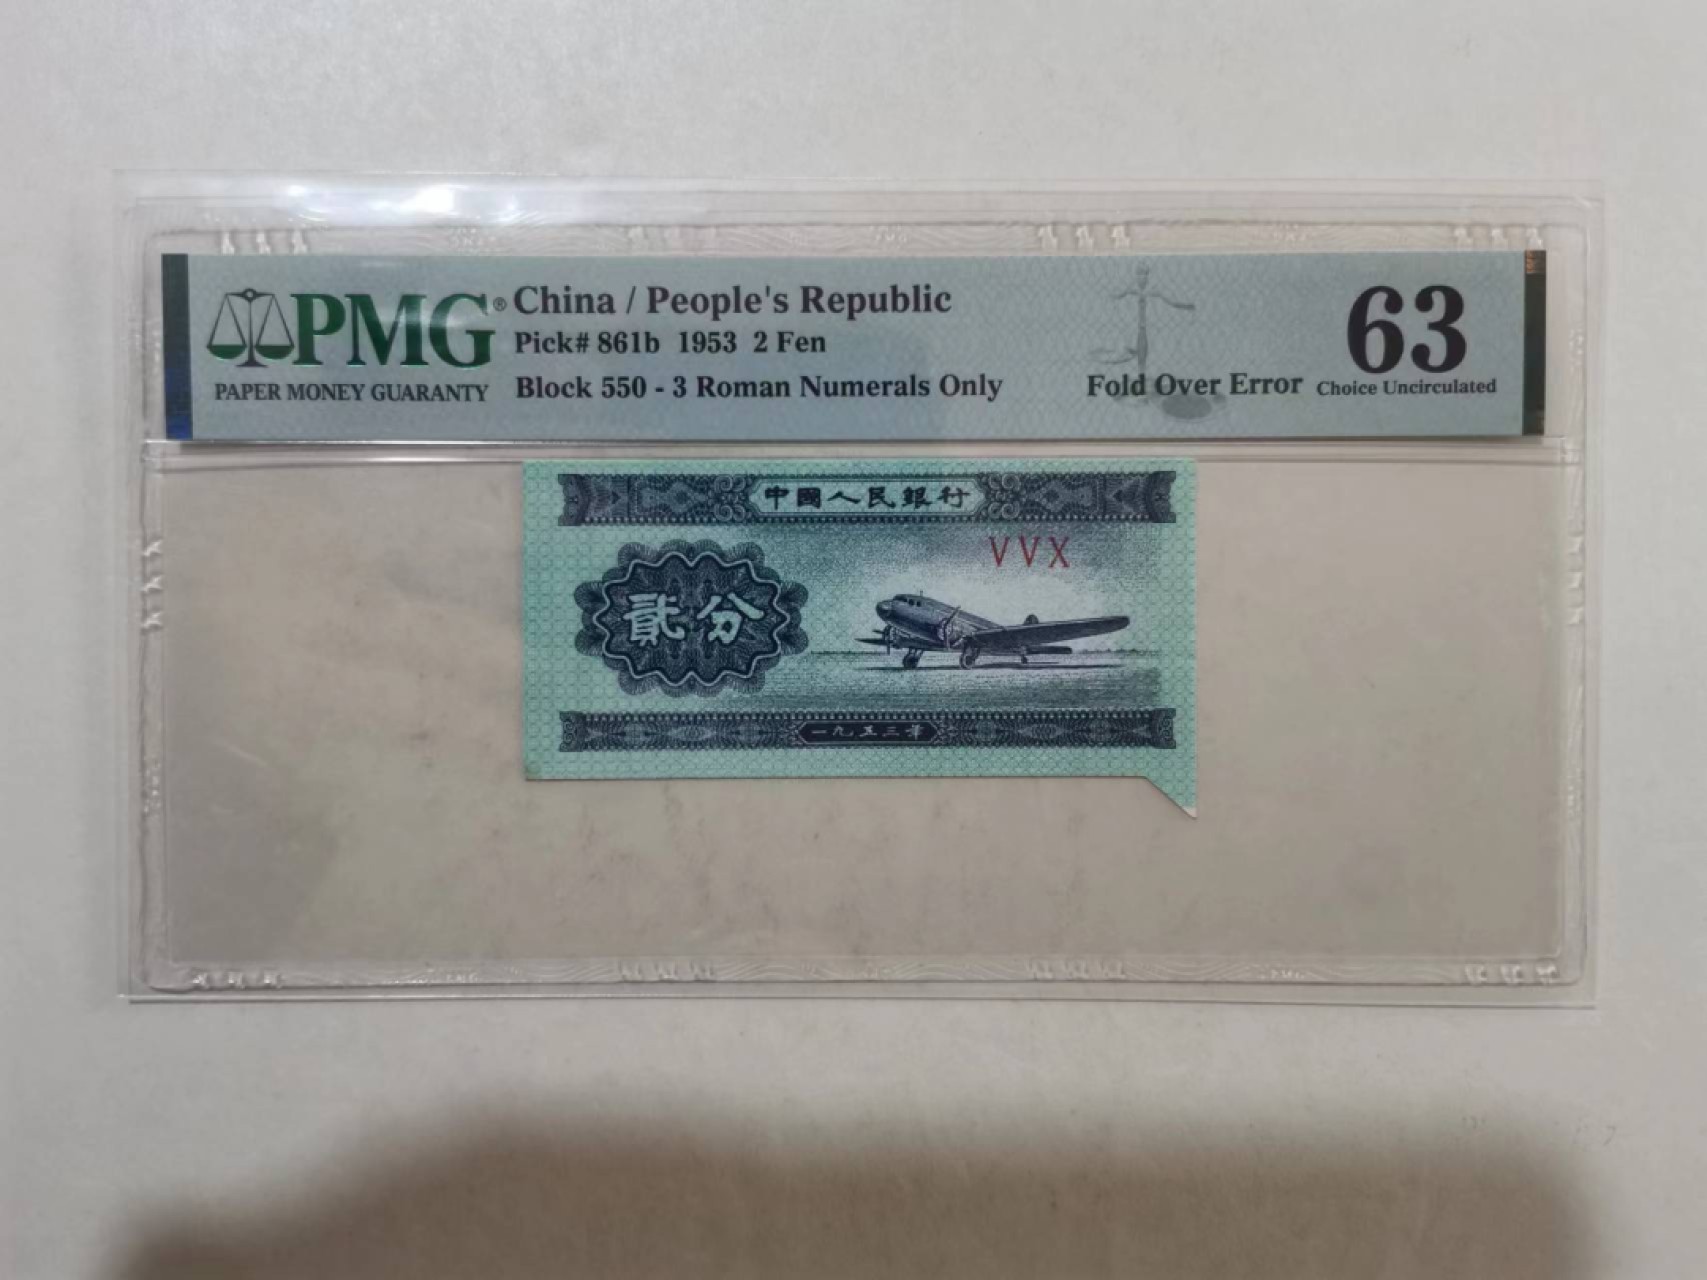 PMG® China / People's Republic 63
Pick# 861b 1953 2 Fen
PAPER MONEY GUARANTY Block 550 - 3 Roman Numerals Only Fold Over Error Choice Uncirculated
中國人民銀行
VVX
貳分
一九五三年